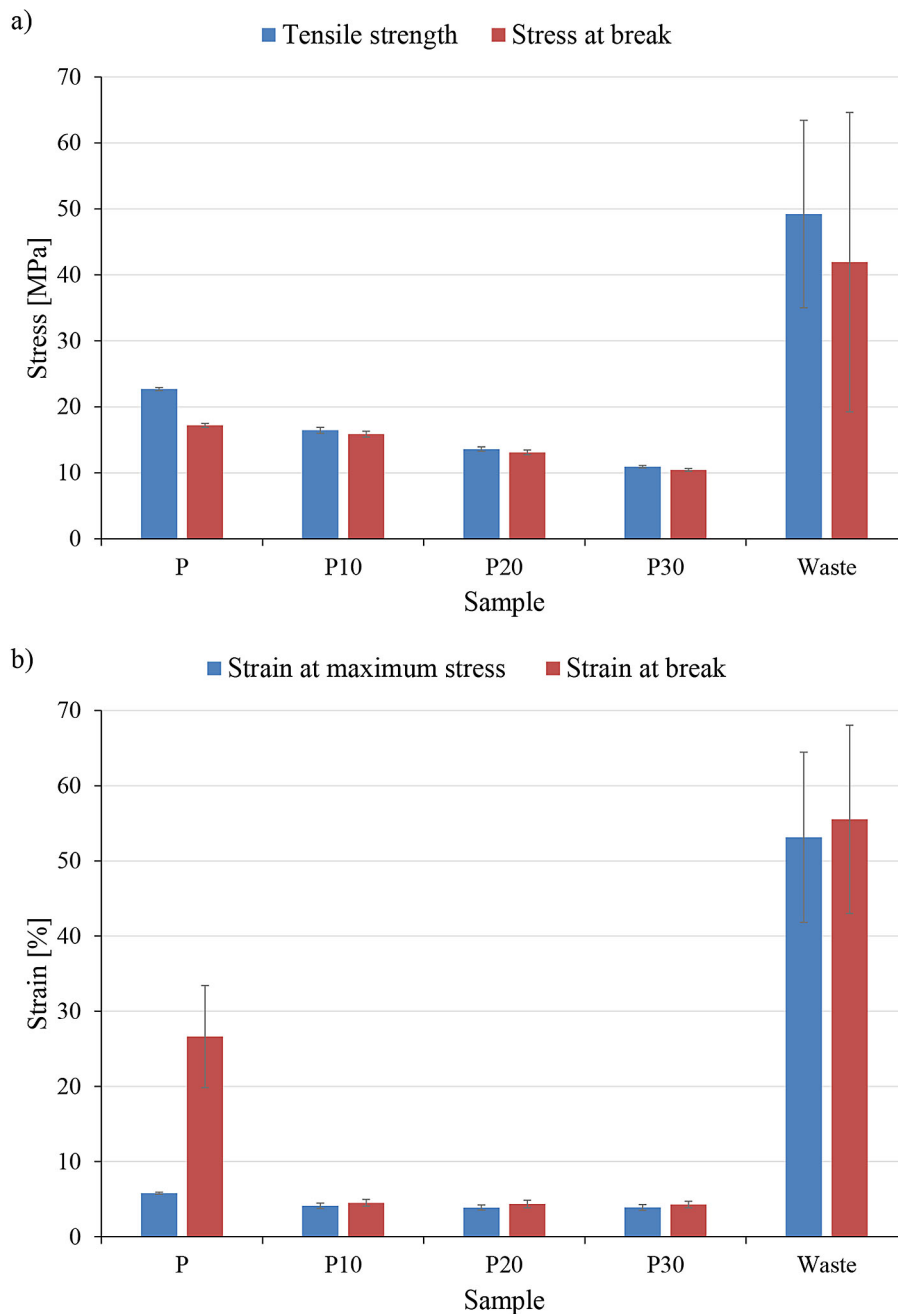 a)
Tensile strength Stress at break
70
60
50
40
30
20
10
0
Stress [MPa]
P P10 P20 P30 Waste
Sample
b)
Strain at maximum stress Strain at break
70
60
50
40
30
20
10
0
Strain [%]
P P10 P20 P30 Waste
Sample